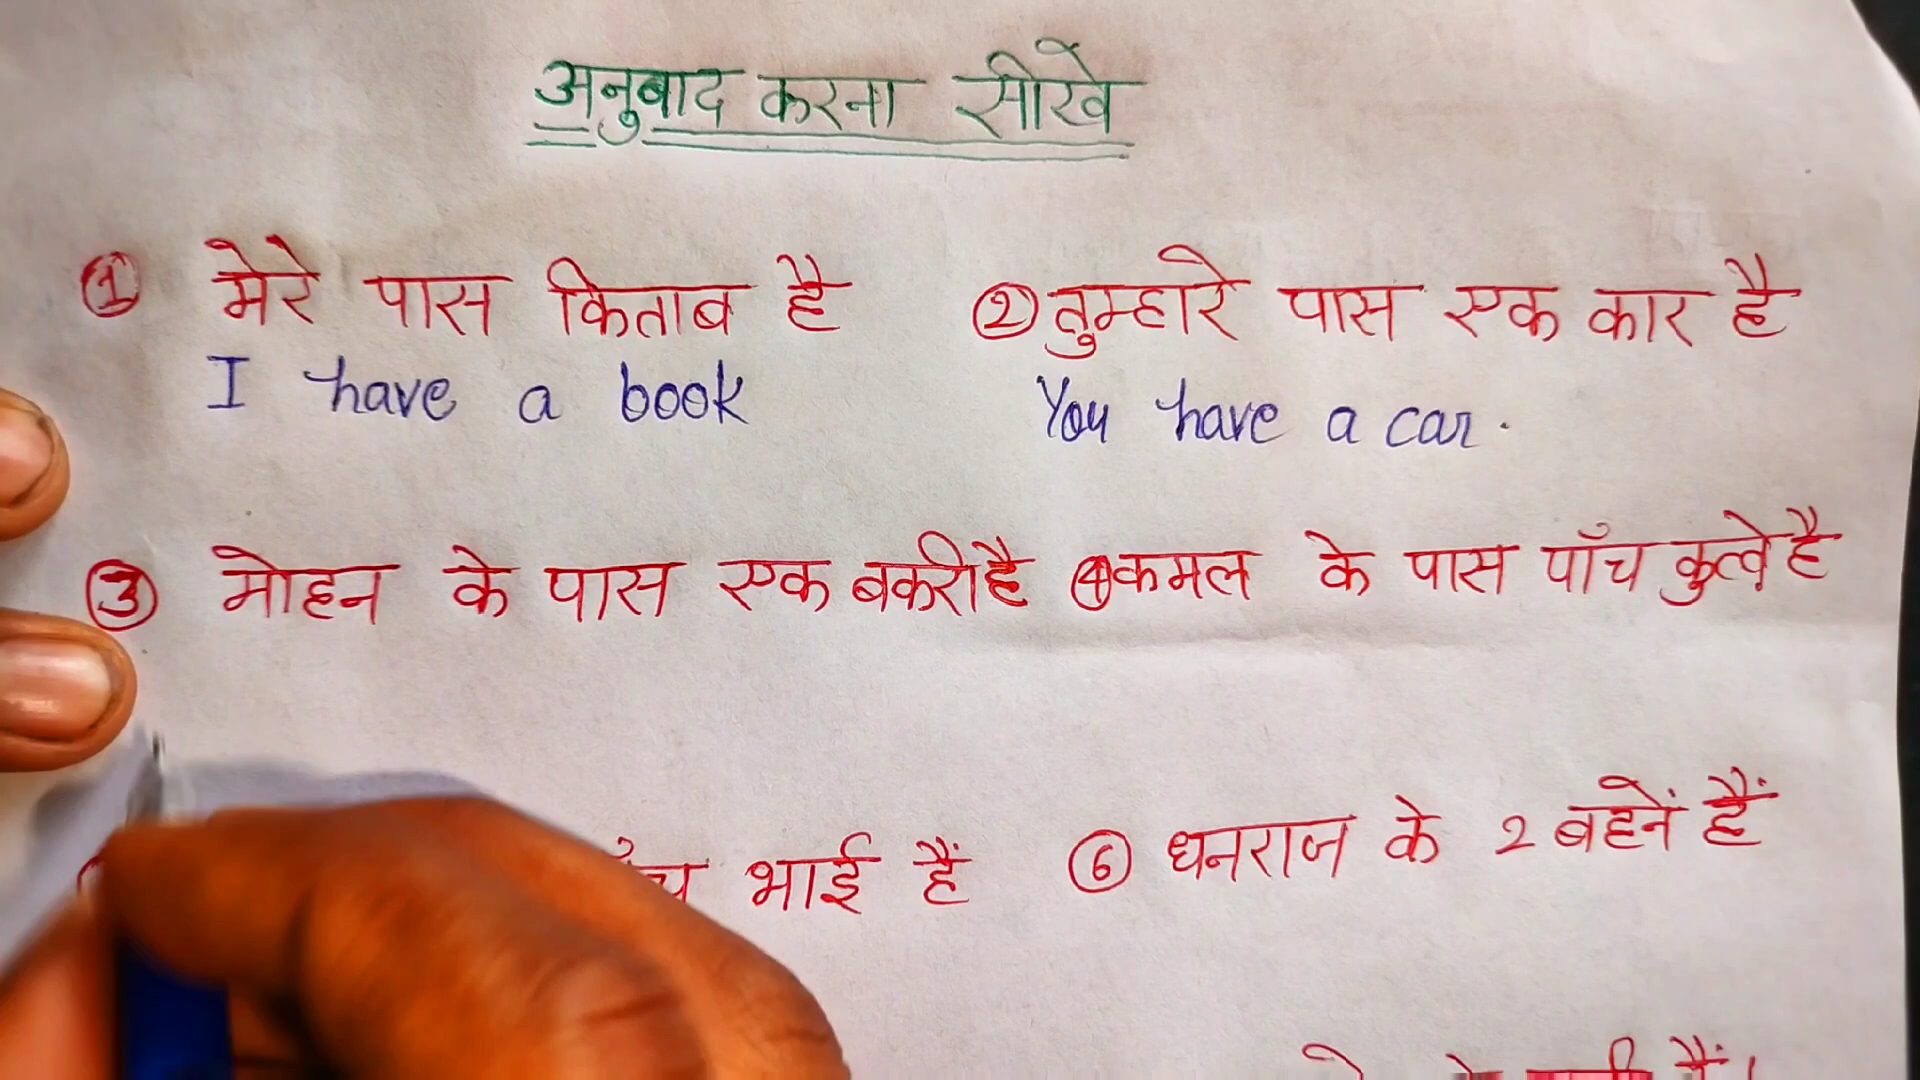 अनुबाद करना सीखें
① मेरे पास किताब है ② तुम्हारे पास एक कार है
I have a book You have a car.
③ मोहन के पास एक बकरी है ④ कमल के पास पाँच कुत्ते है
भाई हैं ⑥ धनराज के 2 बहनें हैं